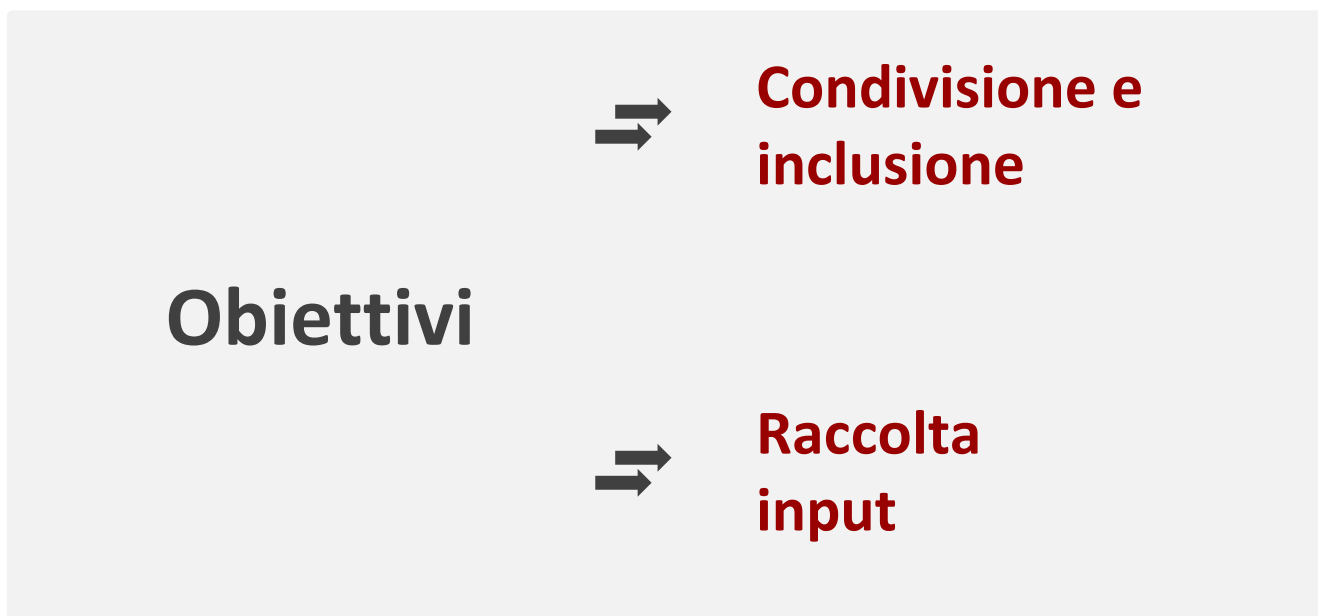 Obiettivi
Condivisione e
inclusione
Raccolta
input